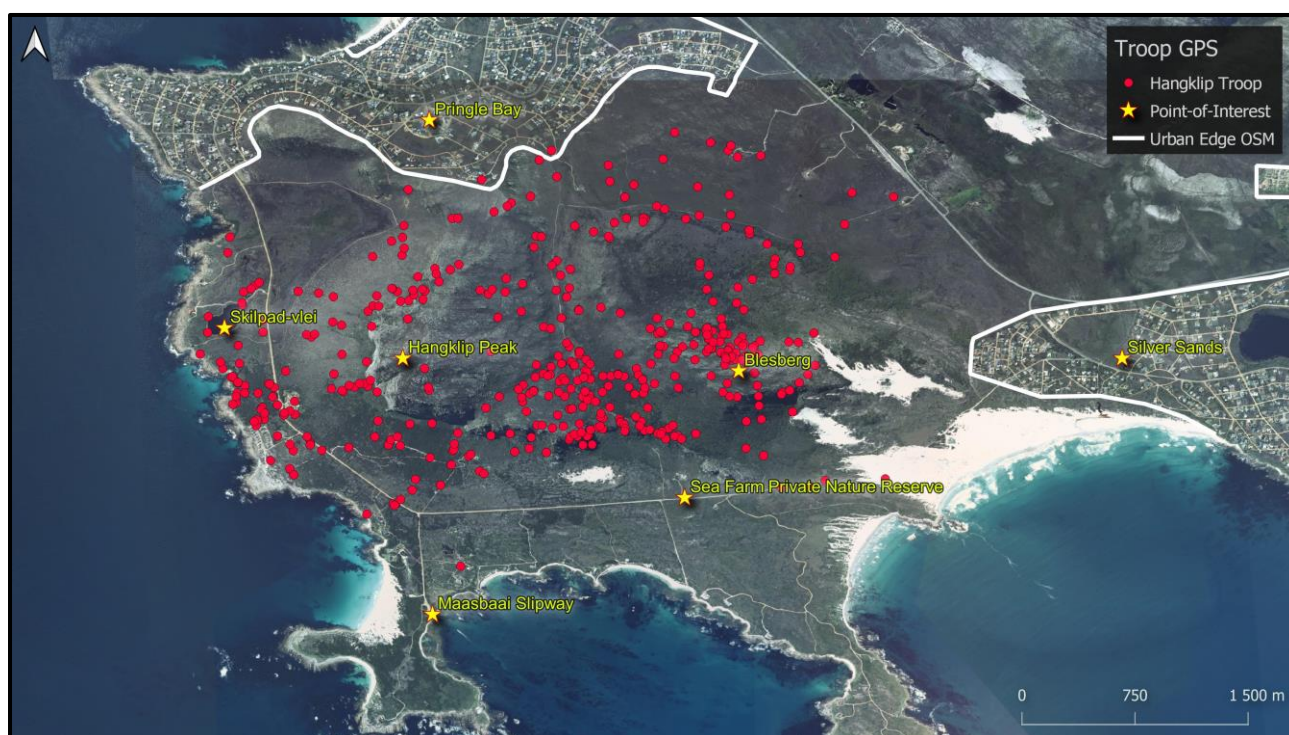 Troop GPS
Hangklip Troop
Point-of-Interest
Urban Edge OSM
Pringle Bay
Skilpad-vlei
Hangklip Peak
Blesberg
Silver Sands
Sea Farm Private Nature Reserve
Maasbaai Slipway
0 750 1 500 m